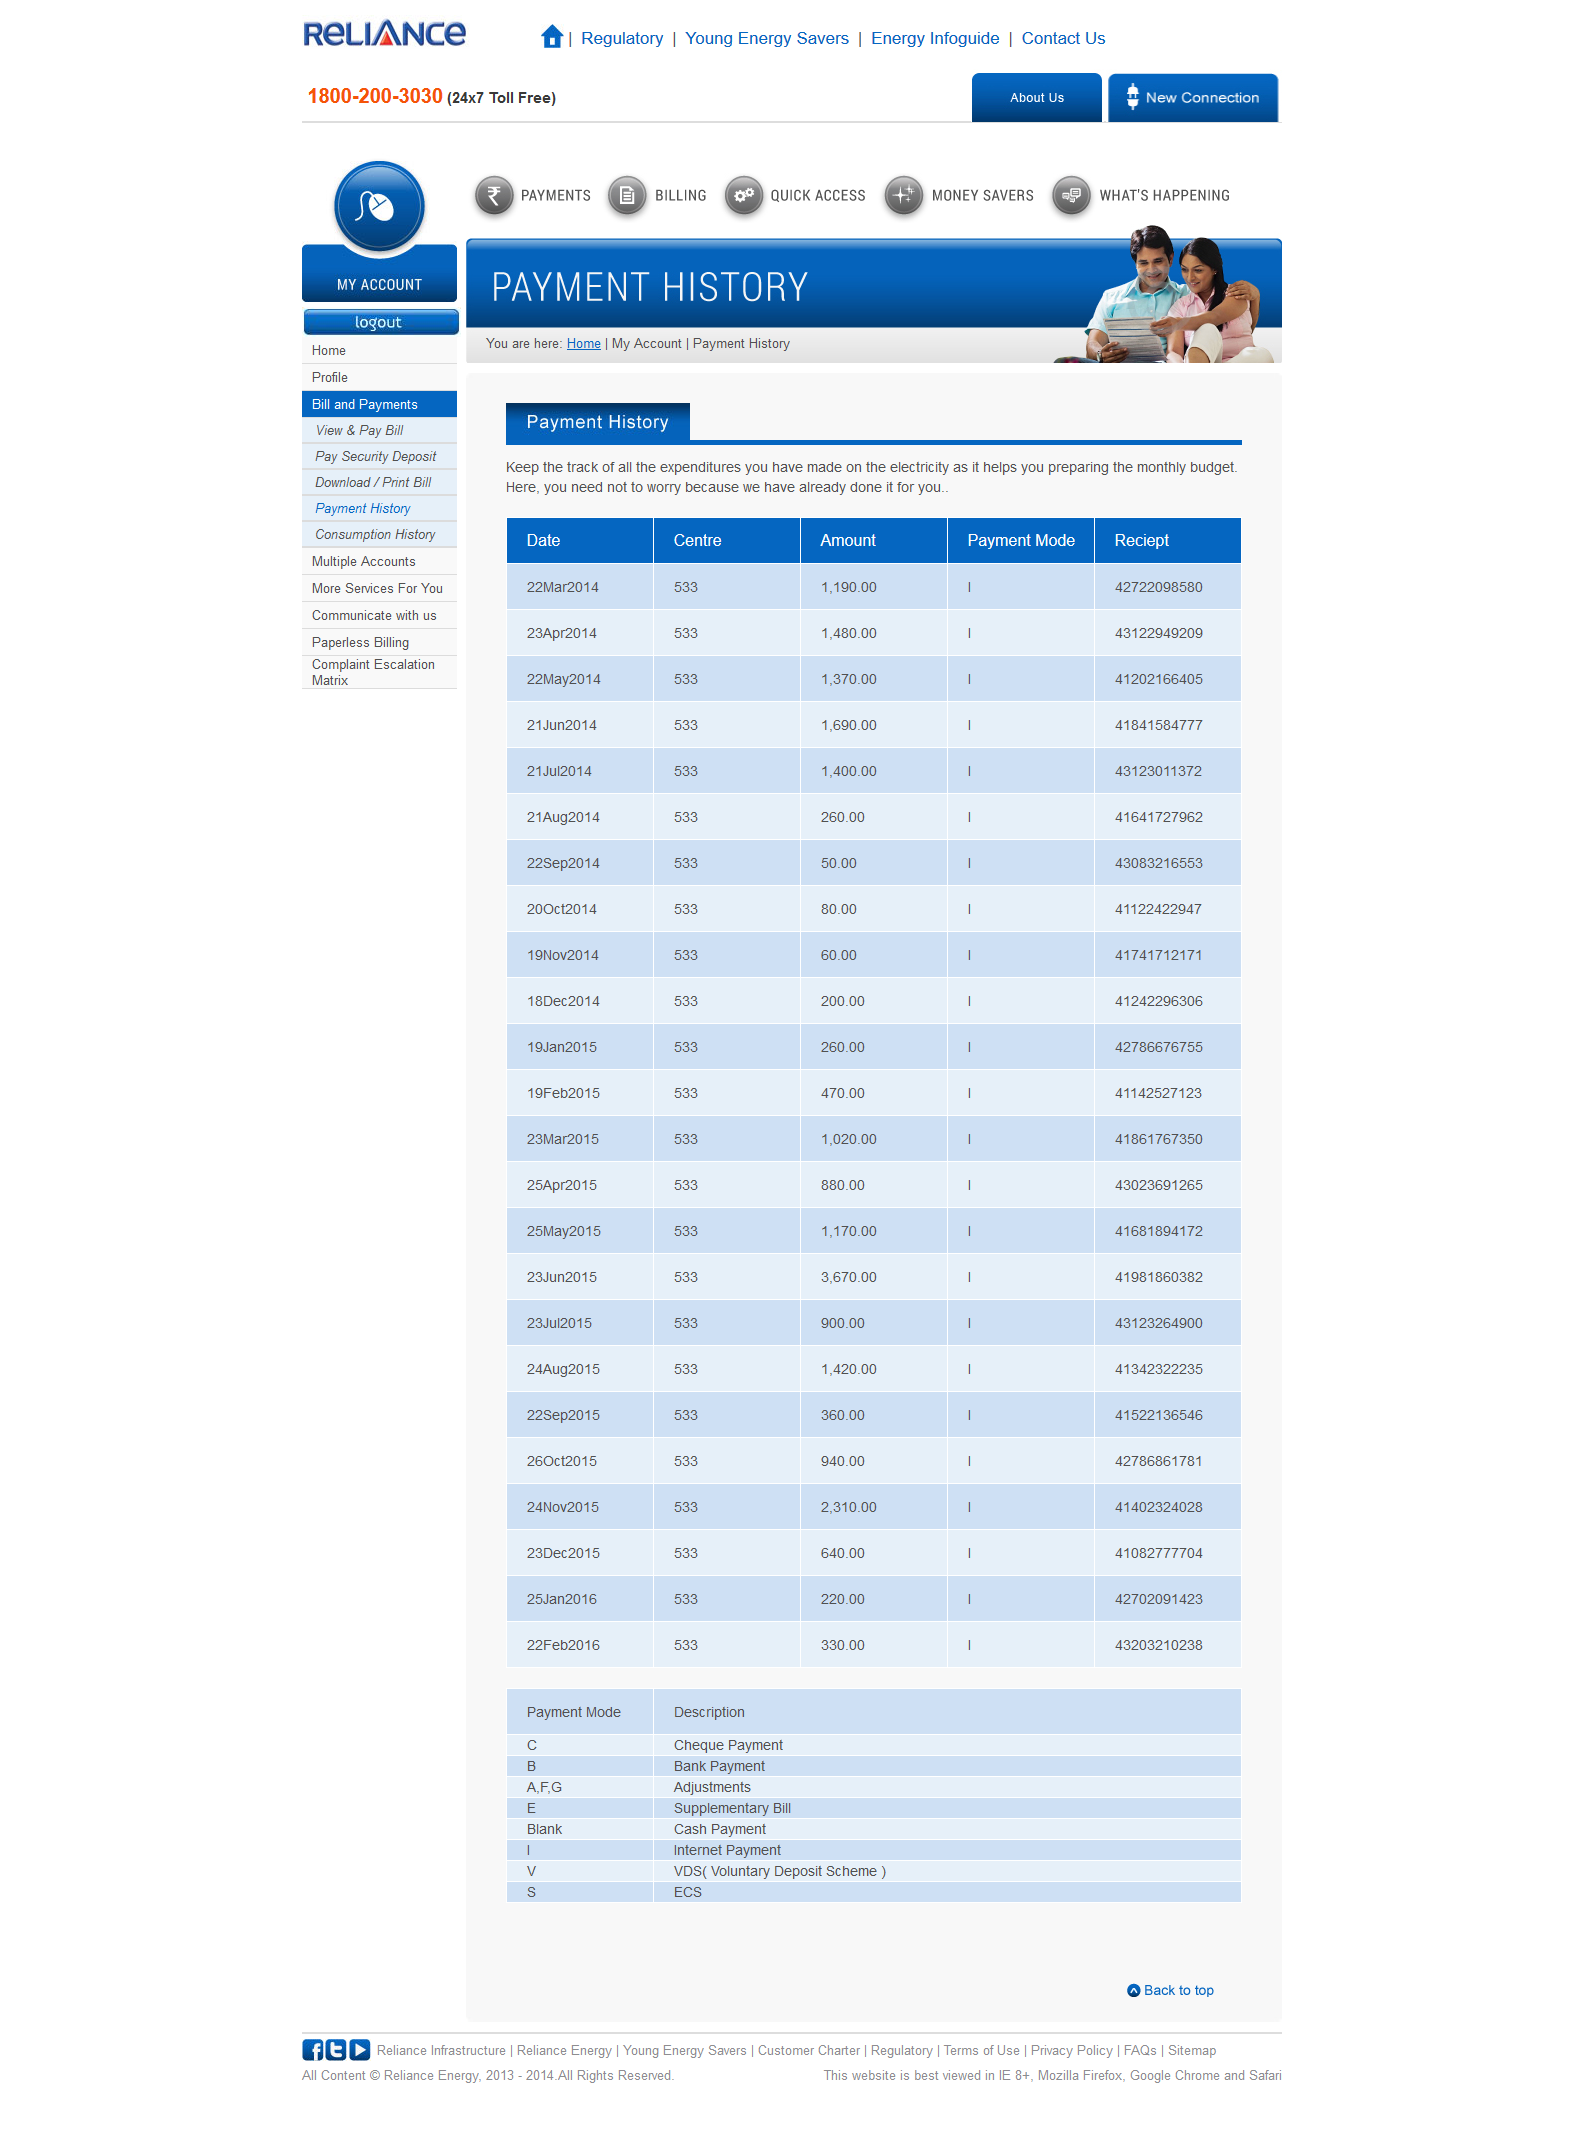 RELIANCE
| Regulatory | Young Energy Savers | Energy Infoguide | Contact Us
1800-200-3030 (24x7 Toll Free)
About Us
New Connection
PAYMENTS BILLING QUICK ACCESS MONEY SAVERS WHAT'S HAPPENING
MY ACCOUNT
logout
Home
Profile
Bill and Payments
View & Pay Bill
Pay Security Deposit
Download / Print Bill
Payment History
Consumption History
Multiple Accounts
More Services For You
Communicate with us
Paperless Billing
Complaint Escalation
Matrix
PAYMENT HISTORY
You are here: Home | My Account | Payment History
Payment History
Keep the track of all the expenditures you have made on the electricity as it helps you preparing the monthly budget.
Here, you need not to worry because we have already done it for you..
Date Centre Amount Payment Mode Reciept
22Mar2014 533 1,190.00 I 42722098580
23Apr2014 533 1,480.00 I 43122949209
22May2014 533 1,370.00 I 41202166405
21Jun2014 533 1,690.00 I 41841584777
21Jul2014 533 1,400.00 I 43123011372
21Aug2014 533 260.00 I 41641727962
22Sep2014 533 50.00 I 43083216553
20Oct2014 533 80.00 I 41122422947
19Nov2014 533 60.00 I 41741712171
18Dec2014 533 200.00 I 41242296306
19Jan2015 533 260.00 I 42786676755
19Feb2015 533 470.00 I 41142527123
23Mar2015 533 1,020.00 I 41861767350
25Apr2015 533 880.00 I 43023691265
25May2015 533 1,170.00 I 41681894172
23Jun2015 533 3,670.00 I 41981860382
23Jul2015 533 900.00 I 43123264900
24Aug2015 533 1,420.00 I 41342322235
22Sep2015 533 360.00 I 41522136546
26Oct2015 533 940.00 I 42786861781
24Nov2015 533 2,310.00 I 41402324028
23Dec2015 533 640.00 I 41082777704
25Jan2016 533 220.00 I 42702091423
22Feb2016 533 330.00 I 43203210238
Payment Mode Description
C Cheque Payment
B Bank Payment
A,F,G Adjustments
E Supplementary Bill
Blank Cash Payment
I Internet Payment
V VDS( Voluntary Deposit Scheme )
S ECS
Back to top
Reliance Infrastructure | Reliance Energy | Young Energy Savers | Customer Charter | Regulatory | Terms of Use | Privacy Policy | FAQs | Sitemap
All Content © Reliance Energy, 2013 - 2014.All Rights Reserved. This website is best viewed in IE 8+, Mozilla Firefox, Google Chrome and Safari